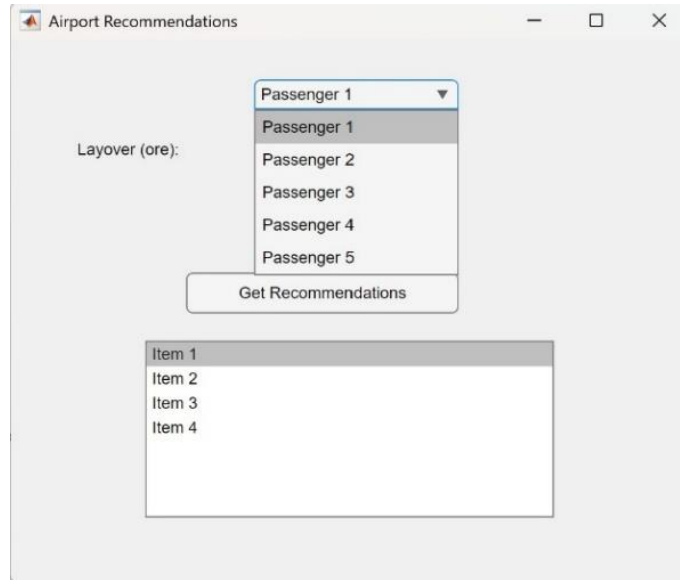 Airport Recommendations
Passenger 1
Passenger 1
Layover (ore):
Passenger 2
Passenger 3
Passenger 4
Passenger 5
Get Recommendations
Item 1
Item 2
Item 3
Item 4